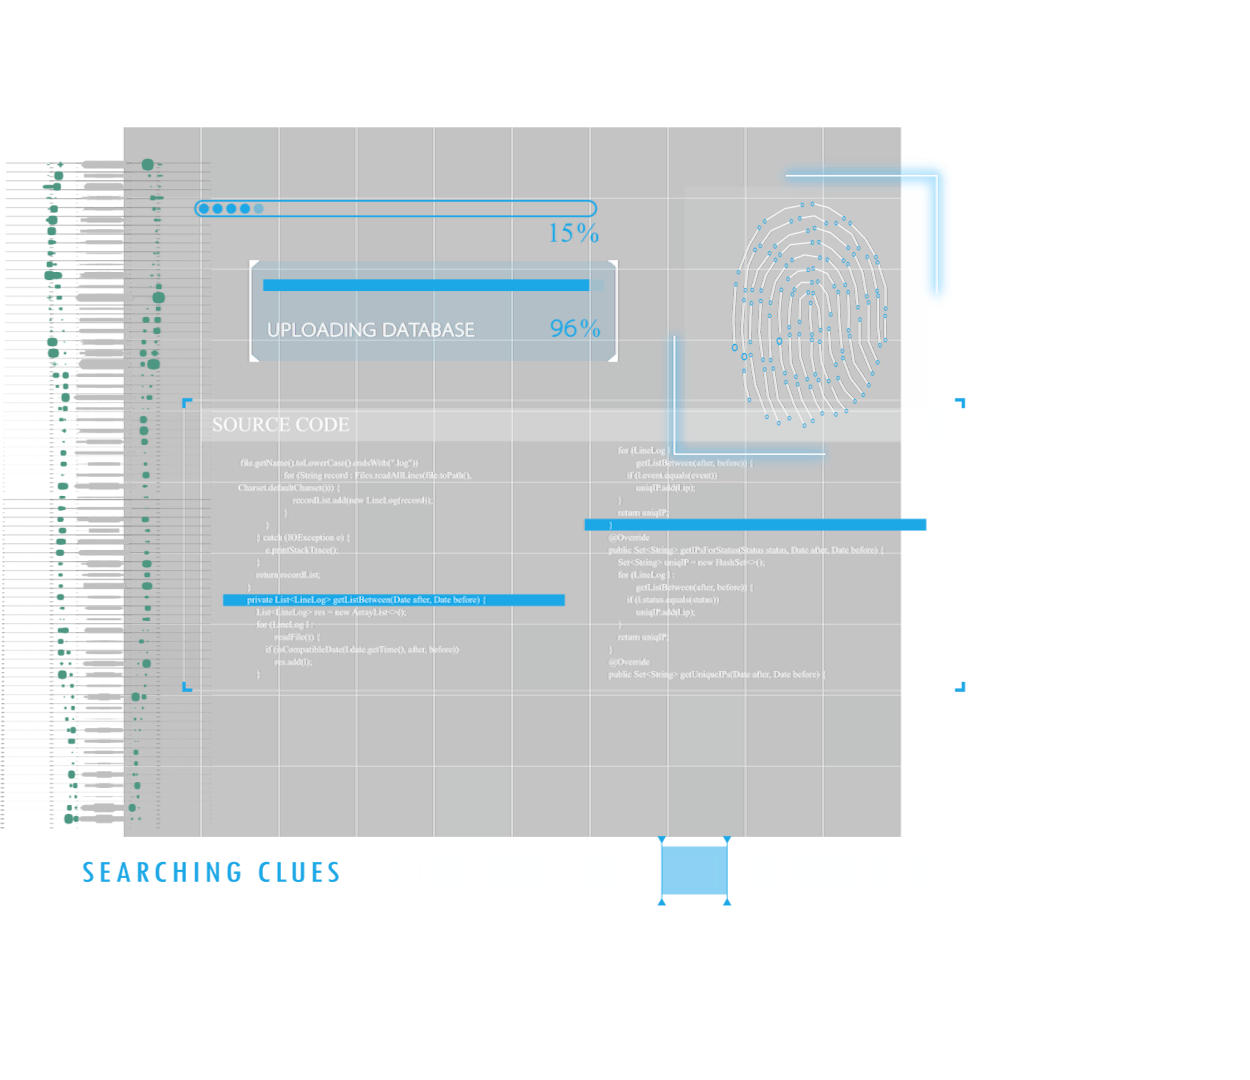 15%
UPLOADING DATABASE 96%
SOURCE CODE
file.getName().toLowerCase().endsWith(".log"))
for (String record : Files.readAllLines(file.toPath(),
Charset.defaultCharset())) {
recordList.add(new LineLog(record));
}
}
} catch (IOException e) {
e.printStackTrace();
}
return recordList;
}
private List<LineLog> getListBetween(Date after, Date before) {
List<LineLog> res = new ArrayList<>();
for (LineLog l :
readFile()) {
if (isCompatibleDate(l.date.getTime(), after, before))
res.add(l);
}
for (LineLog l
getListBetween(after, before)) {
if (l.event.equals(event))
uniqIP.add(l.ip);
}
return uniqIP;
}
@Override
public Set<String> getIPsForStatus(Status status, Date after, Date before) {
Set<String> uniqIP = new HashSet<>();
for (LineLog l :
getListBetween(after, before)) {
if (l.status.equals(status))
uniqIP.add(l.ip);
}
return uniqIP;
}
@Override
public Set<String> getUniqueIPs(Date after, Date before) {
SEARCHING CLUES